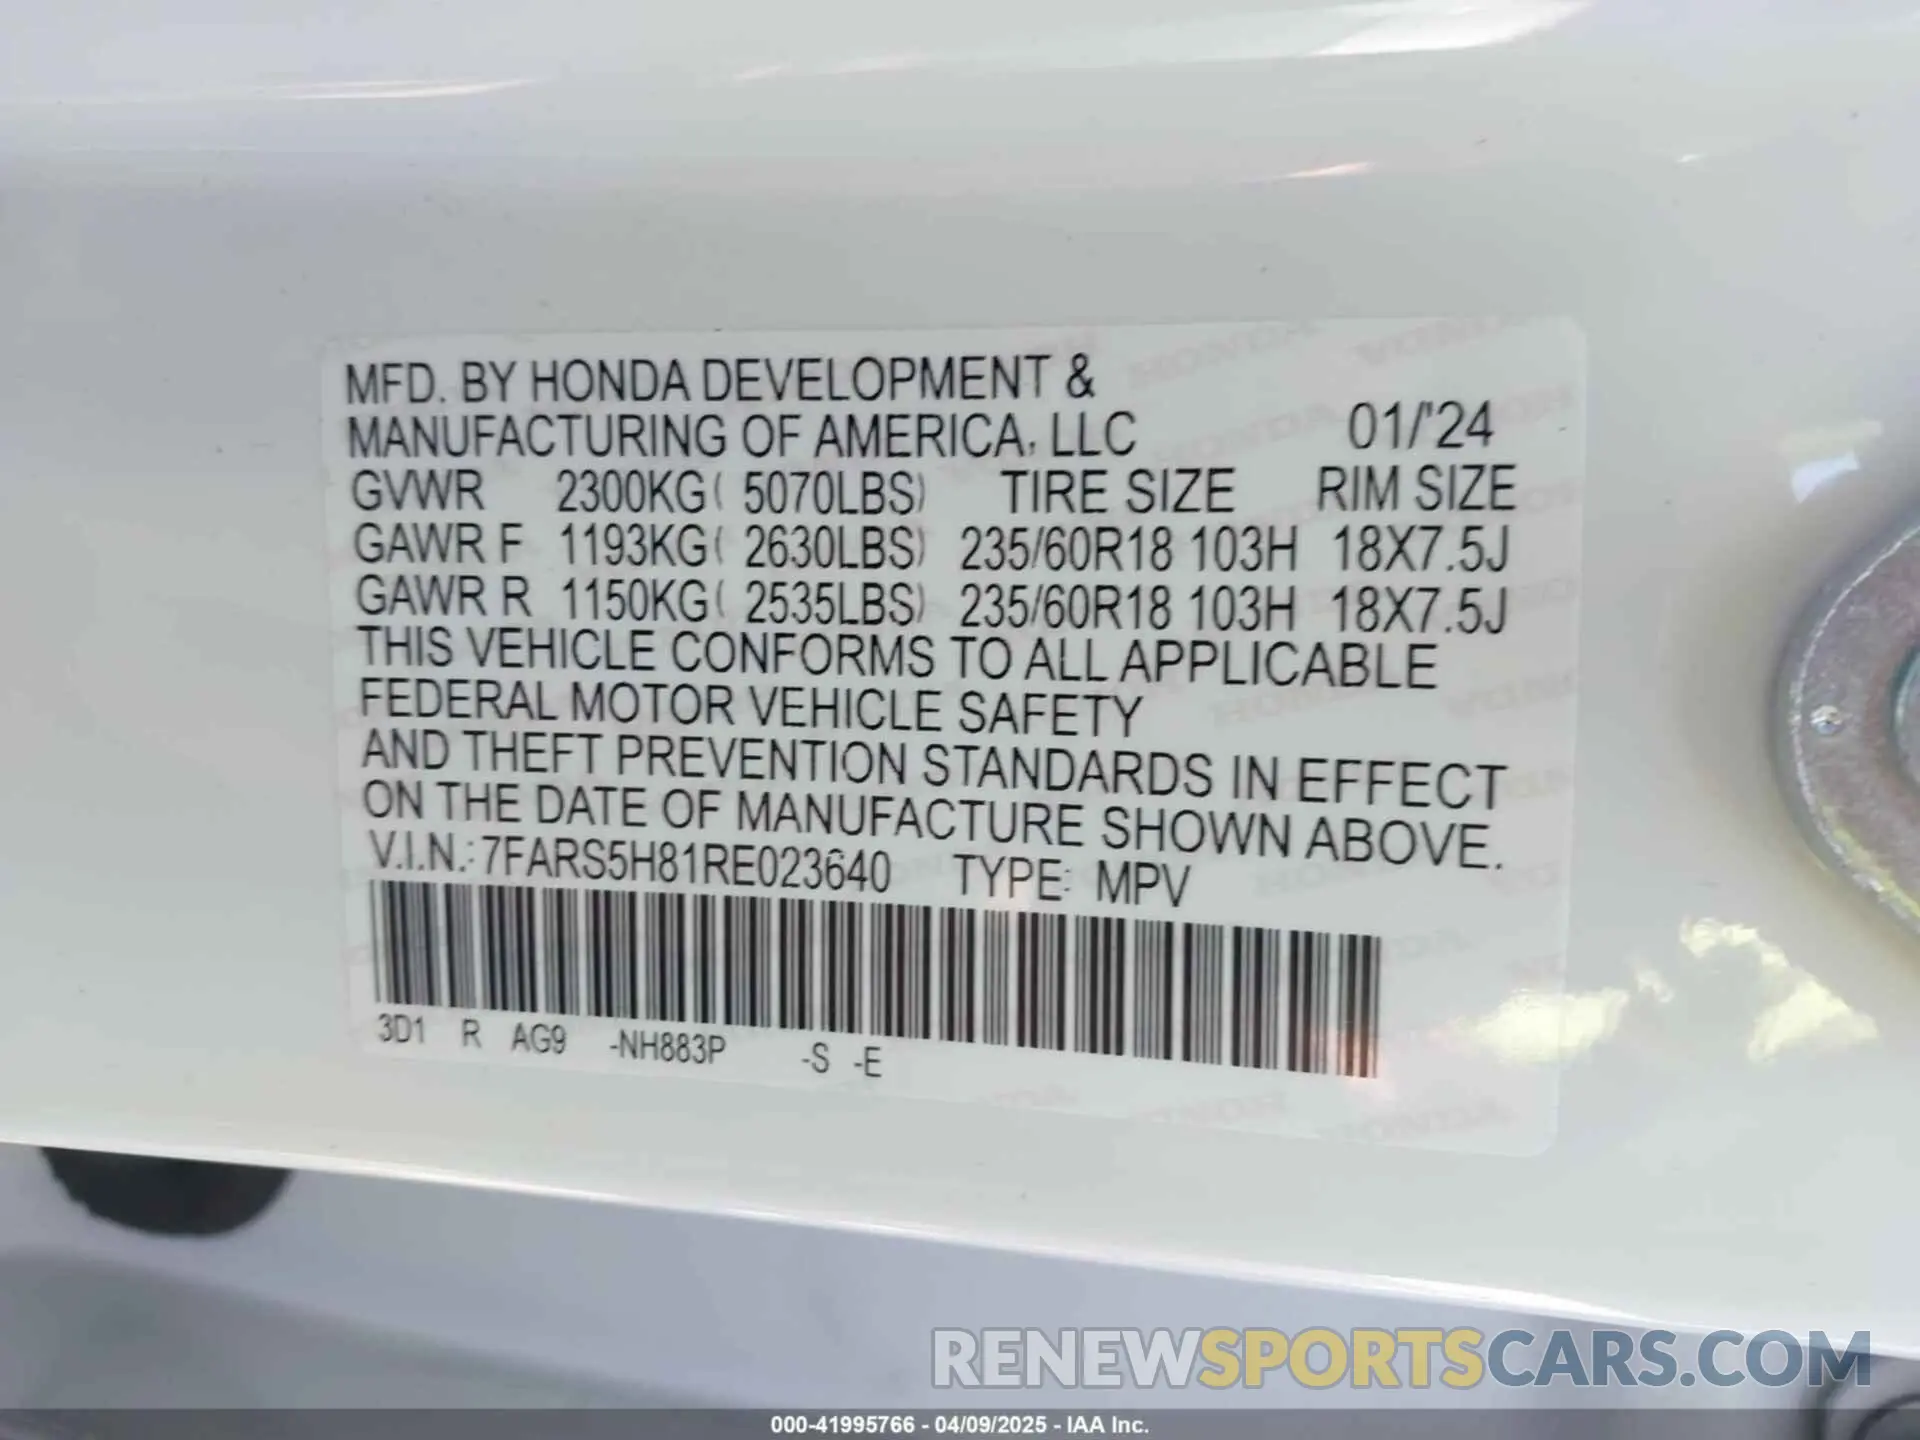 MFD. BY HONDA DEVELOPMENT &
MANUFACTURING OF AMERICA, LLC 01/'24
GVWR 2300KG( 5070LBS) TIRE SIZE RIM SIZE
GAWR F 1193KG( 2630LBS) 235/60R18 103H 18X7.5J
GAWR R 1150KG( 2535LBS) 235/60R18 103H 18X7.5J
THIS VEHICLE CONFORMS TO ALL APPLICABLE
FEDERAL MOTOR VEHICLE SAFETY
AND THEFT PREVENTION STANDARDS IN EFFECT
ON THE DATE OF MANUFACTURE SHOWN ABOVE.
V.I.N.: 7FARS5H81RE023640 TYPE: MPV
3D1 R AG9 -NH883P -S -E
RENEWSPORTSCARS.COM
000-41995766 - 04/09/2025 - IAA Inc.